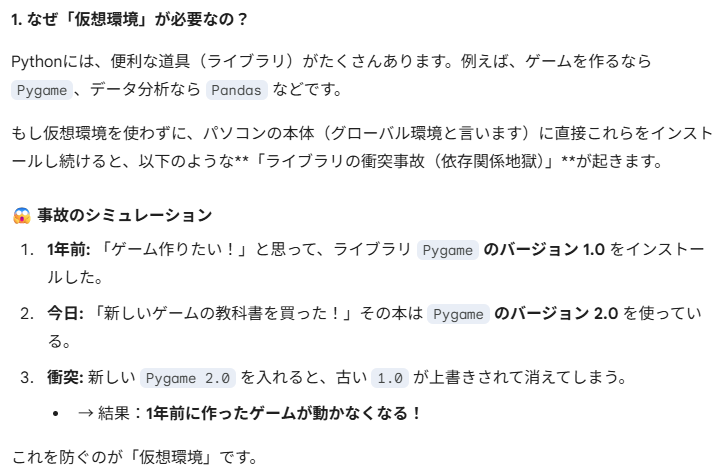 1. なぜ「仮想環境」が必要なの？
Pythonには、便利な道具（ライブラリ）がたくさんあります。例えば、ゲームを作るなら
Pygame 、データ分析なら Pandas などです。
もし仮想環境を使わずに、パソコンの本体（グローバル環境と言います）に直接これらをインスト
ールし続けると、以下のような**「ライブラリの衝突事故（依存関係地獄）」**が起きます。
😱 事故のシミュレーション
1. 1年前: 「ゲーム作りたい！」と思って、ライブラリ Pygame のバージョン 1.0 をインストー
ルした。
2. 今日: 「新しいゲームの教科書を買った！」その本は Pygame のバージョン 2.0 を使ってい
る。
3. 衝突: 新しい Pygame 2.0 を入れると、古い 1.0 が上書きされて消えてしまう。
• → 結果：1年前に作ったゲームが動かなくなる！
これを防ぐのが「仮想環境」です。